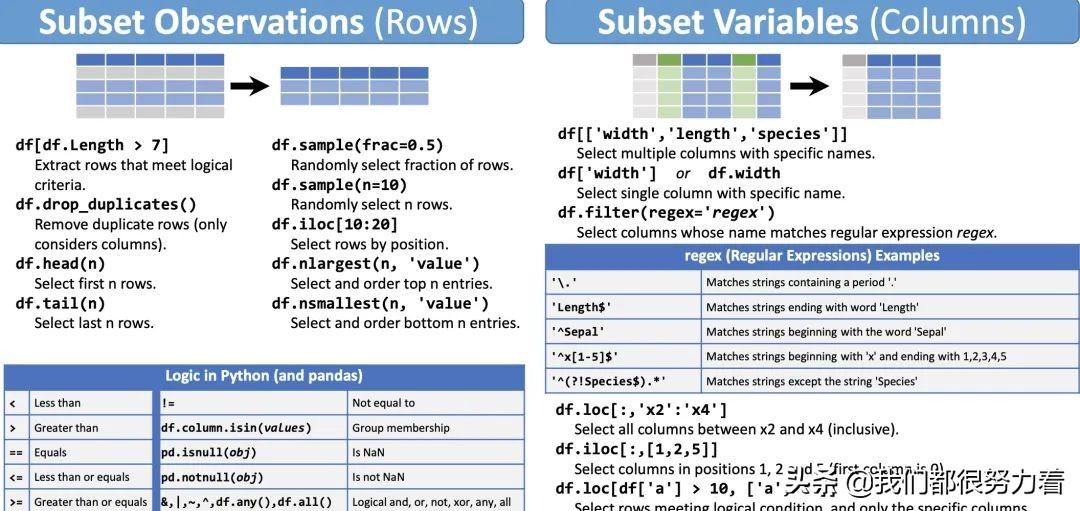 Subset Observations (Rows)
df[df.Length > 7]
Extract rows that meet logical
criteria.
df.drop_duplicates()
Remove duplicate rows (only
considers columns).
df.head(n)
Select first n rows.
df.tail(n)
Select last n rows.
df.sample(frac=0.5)
Randomly select fraction of rows.
df.sample(n=10)
Randomly select n rows.
df.iloc[10:20]
Select rows by position.
df.nlargest(n, 'value')
Select and order top n entries.
df.nsmallest(n, 'value')
Select and order bottom n entries.
Logic in Python (and pandas)
< Less than != Not equal to
> Greater than df.column.isin(values) Group membership
== Equals pd.isnull(obj) Is NaN
<= Less than or equals pd.notnull(obj) Is not NaN
>= Greater than or equals &,|,~,^,df.any(),df.all() Logical and, or, not, xor, any, all
Subset Variables (Columns)
df[['width','length','species']]
Select multiple columns with specific names.
df['width'] or df.width
Select single column with specific name.
df.filter(regex='regex')
Select columns whose name matches regular expression regex.
regex (Regular Expressions) Examples
'\.' Matches strings containing a period '.'
'Length$' Matches strings ending with word 'Length'
'^Sepal' Matches strings beginning with the word 'Sepal'
'^x[1-5]$' Matches strings beginning with 'x' and ending with 1,2,3,4,5
'^(?!Species$).*' Matches strings except the string 'Species'
df.loc[:,'x2':'x4']
Select all columns between x2 and x4 (inclusive).
df.iloc[:,[1,2,5]]
Select columns in positions 1, 2 and 5 (first column is 0).
df.loc[df['a'] > 10, ['a'
Select rows meeting logical condition, and only the specific columns
头条 @我们都很努力看